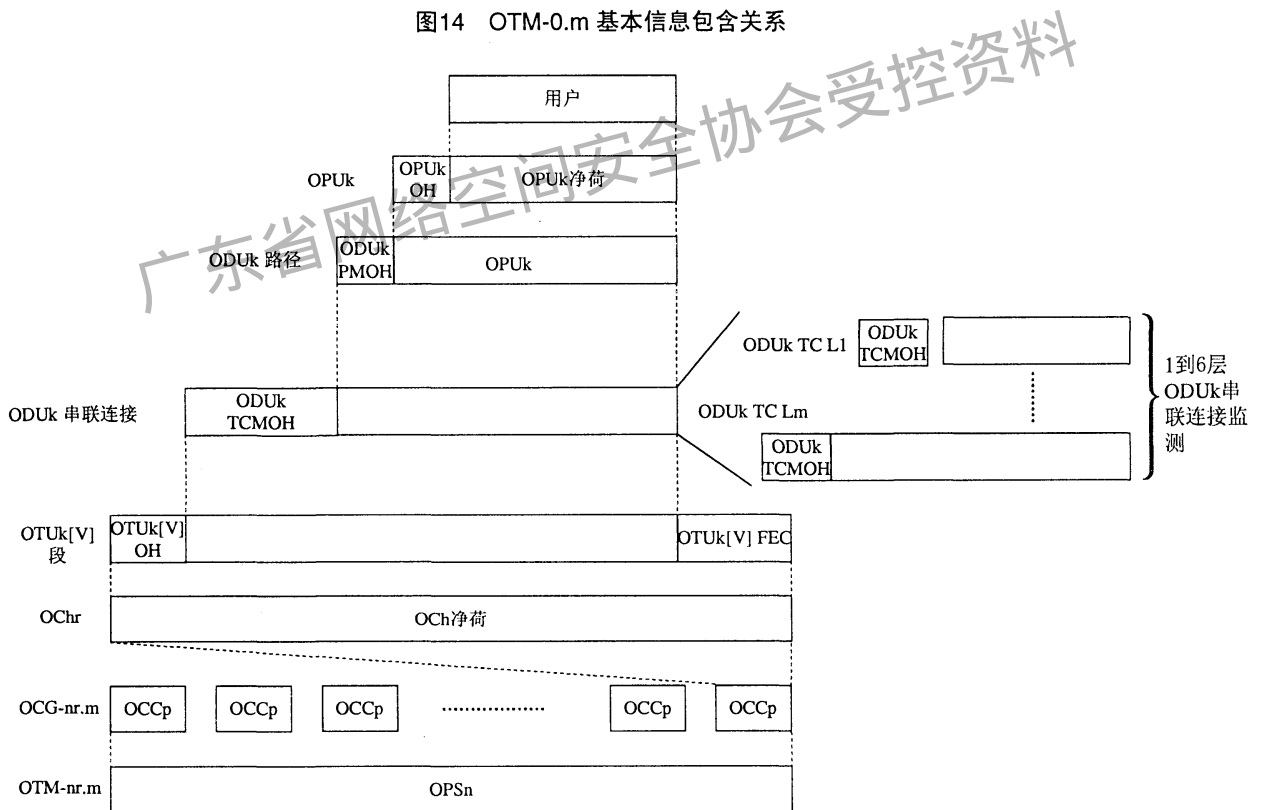 图14 OTM-0.m 基本信息包含关系
用户
OPUk
OPUk
OH
OPUk净荷
ODUk 路径
ODUk
PMOH
OPUk
ODUk TC L1
ODUk
TCMOH
1到6层
ODUk串
联连接监
测
ODUk 串联连接
ODUk
TCMOH
ODUk TC Lm
ODUk
TCMOH
OTUk[V]
段
OTUk[V]
OH
OTUk[V] FEC
OChr
OCh净荷
OCG-nr.m
OCCp
OCCp
OCCp
OCCp
OCCp
OTM-nr.m
OPSn
广东省网络空间安全协会受控资料